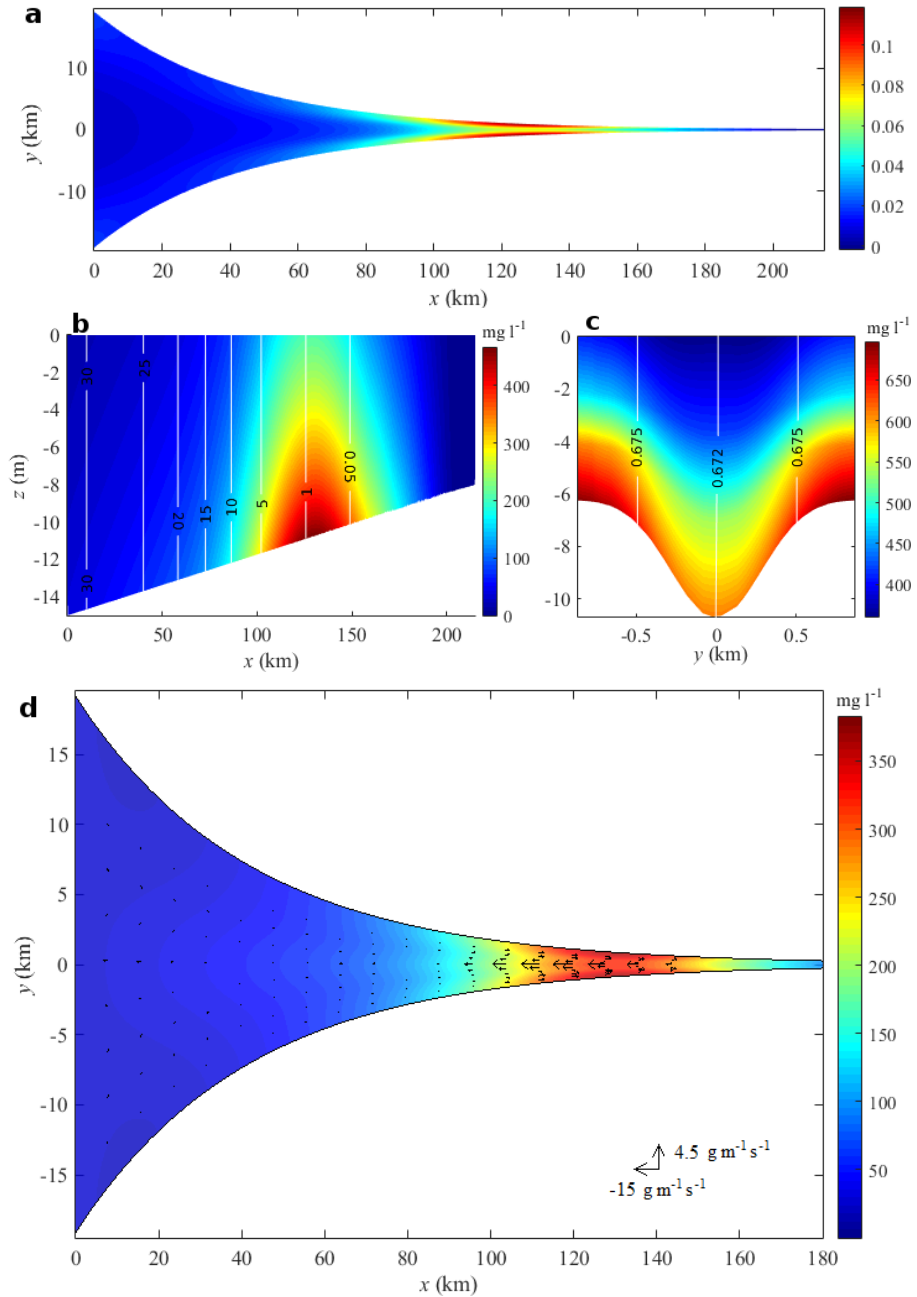 a
10
0
-10
y (km)
0 20 40 60 80 100 120 140 160 180 200
x (km)
0.1
0.08
0.06
0.04
0.02
0
b
0
-2
-4
-6
-8
-10
-12
-14
z (m)
30 25
30 20 15 10 5 1 0.05
0 50 100 150 200
x (km)
mg l⁻¹
400
300
200
100
0
c
0
-2
-4
-6
-8
-10
0.675 0.672 0.675
-0.5 0 0.5
y (km)
mg l⁻¹
650
600
550
500
450
400
d
15
10
5
0
-5
-10
-15
y (km)
4.5 g m⁻¹ s⁻¹
-15 g m⁻¹ s⁻¹
0 20 40 60 80 100 120 140 160 180
x (km)
mg l⁻¹
350
300
250
200
150
100
50